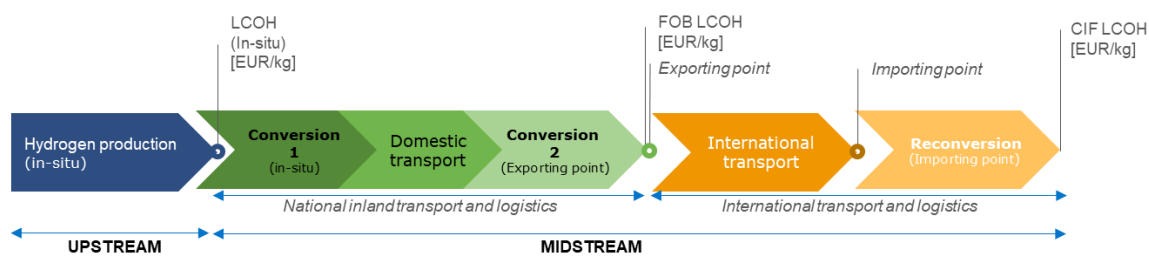 LCOH
(In-situ)
[EUR/kg]
FOB LCOH
[EUR/kg]
Exporting point
Importing point
CIF LCOH
[EUR/kg]
Hydrogen production
(in-situ)
Conversion
1
(in-situ)
Domestic
transport
Conversion
2
(Exporting point)
International
transport
Reconversion
(Importing point)
National inland transport and logistics
International transport and logistics
UPSTREAM
MIDSTREAM